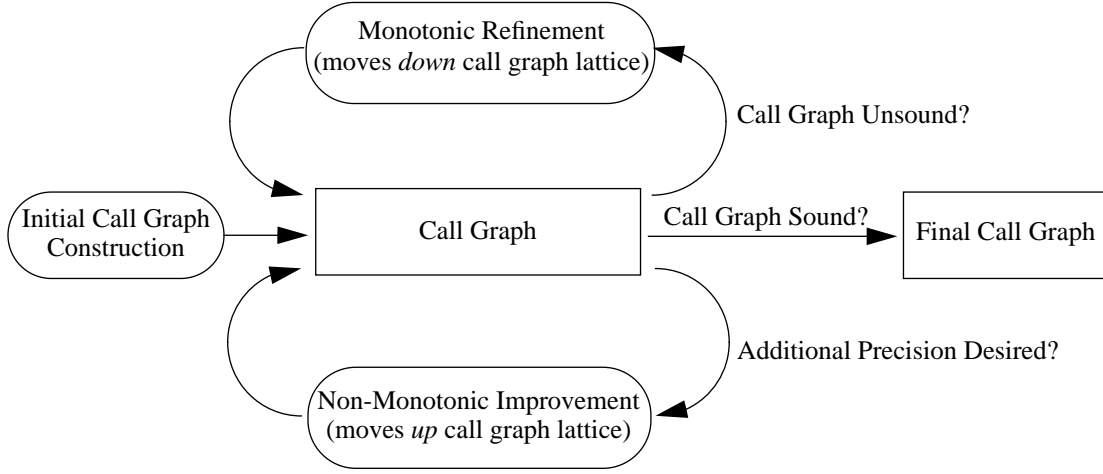 Monotonic Refinement
(moves down call graph lattice)
Call Graph Unsound?
Initial Call Graph
Construction
Call Graph
Call Graph Sound?
Final Call Graph
Additional Precision Desired?
Non-Monotonic Improvement
(moves up call graph lattice)